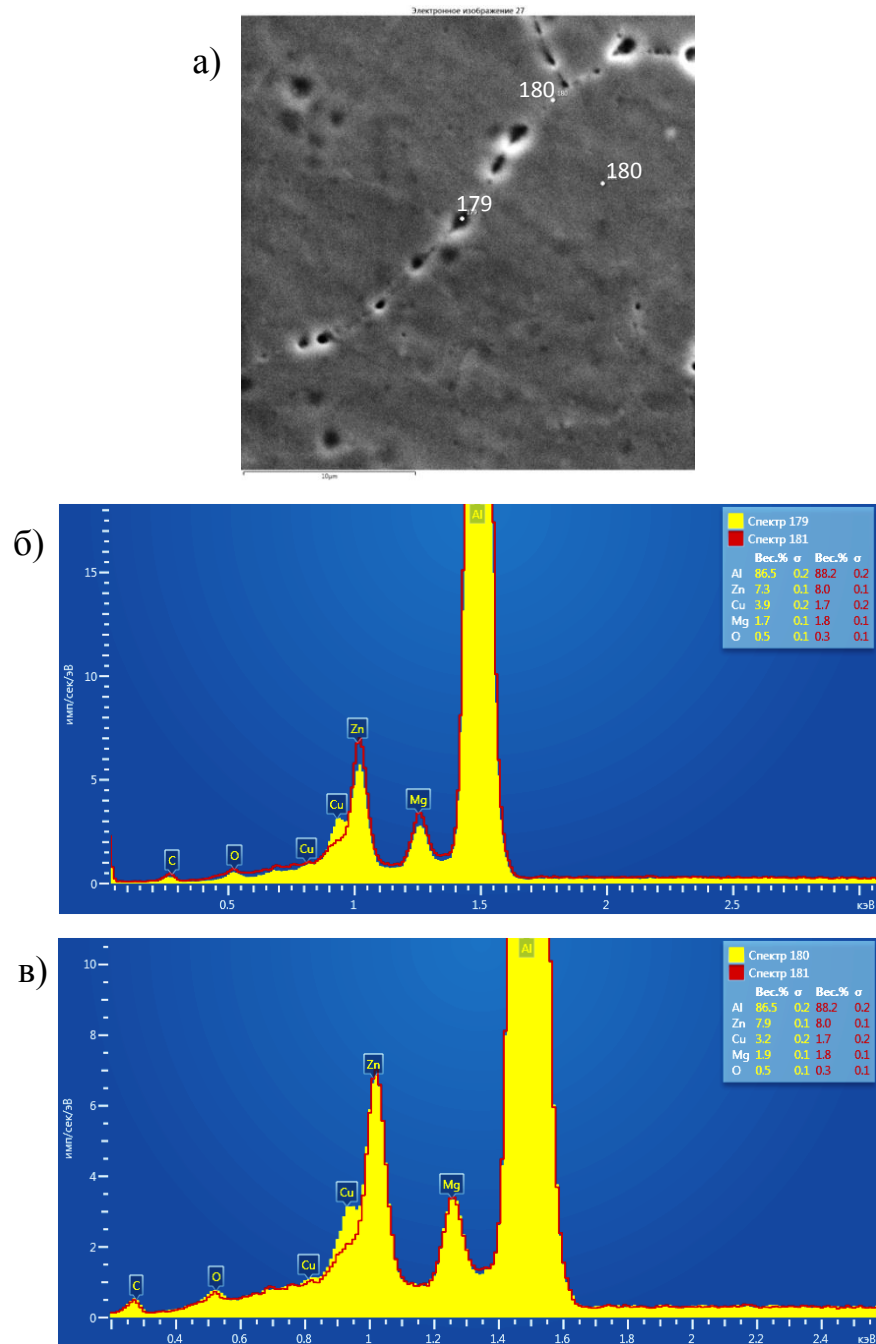 Электронное изображение 27
а)
180
180
179
10µm
б)
Al
Спектр 179
Спектр 181
Вес.% σ Вес.% σ
Al 86.5 0.2 88.2 0.2
Zn 7.3 0.1 8.0 0.1
Cu 3.9 0.2 1.7 0.2
Mg 1.7 0.1 1.8 0.1
O 0.5 0.1 0.3 0.1
15
10
5
0
имп/сек/эВ
Zn
Cu
Mg
Cu
O
C
0.5 1 1.5 2 2.5 кэВ
в)
Al
Спектр 180
Спектр 181
Вес.% σ Вес.% σ
Al 86.5 0.2 88.2 0.2
Zn 7.9 0.1 8.0 0.1
Cu 3.2 0.2 1.7 0.2
Mg 1.9 0.1 1.8 0.1
O 0.5 0.1 0.3 0.1
10
8
6
4
2
0
имп/сек/эВ
Zn
Cu
Mg
Cu
O
C
0.4 0.6 0.8 1 1.2 1.4 1.6 1.8 2 2.2 2.4 кэВ